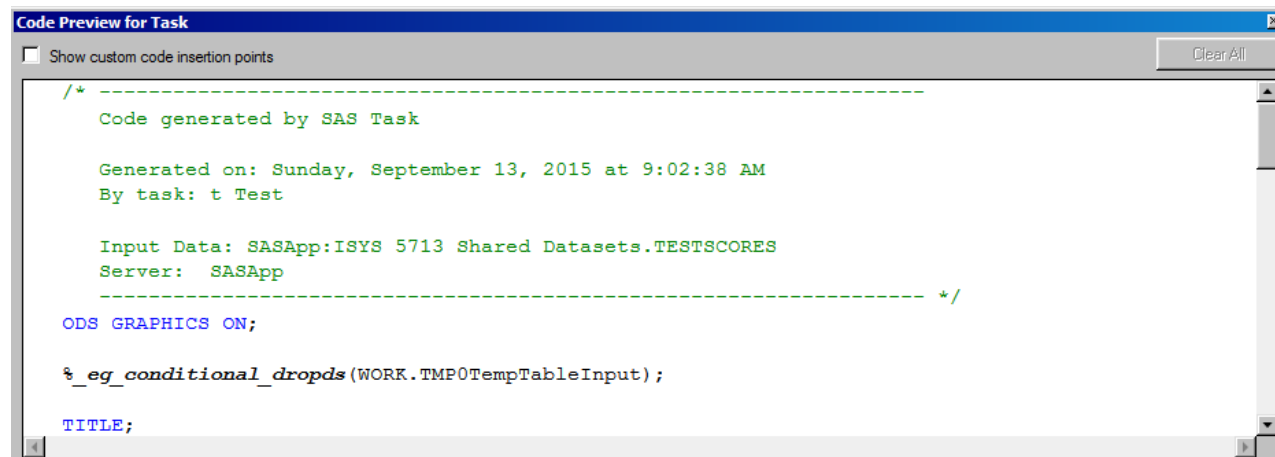 Code Preview for Task
Show custom code insertion points
Clear All
/* -------------------------------------------------------------------
Code generated by SAS Task
Generated on: Sunday, September 13, 2015 at 9:02:38 AM
By task: t Test
Input Data: SASApp:ISYS 5713 Shared Datasets.TESTSCORES
Server:  SASApp
------------------------------------------------------------------- */
ODS GRAPHICS ON;
%_eg_conditional_dropds(WORK.TMP0TempTableInput);
TITLE;